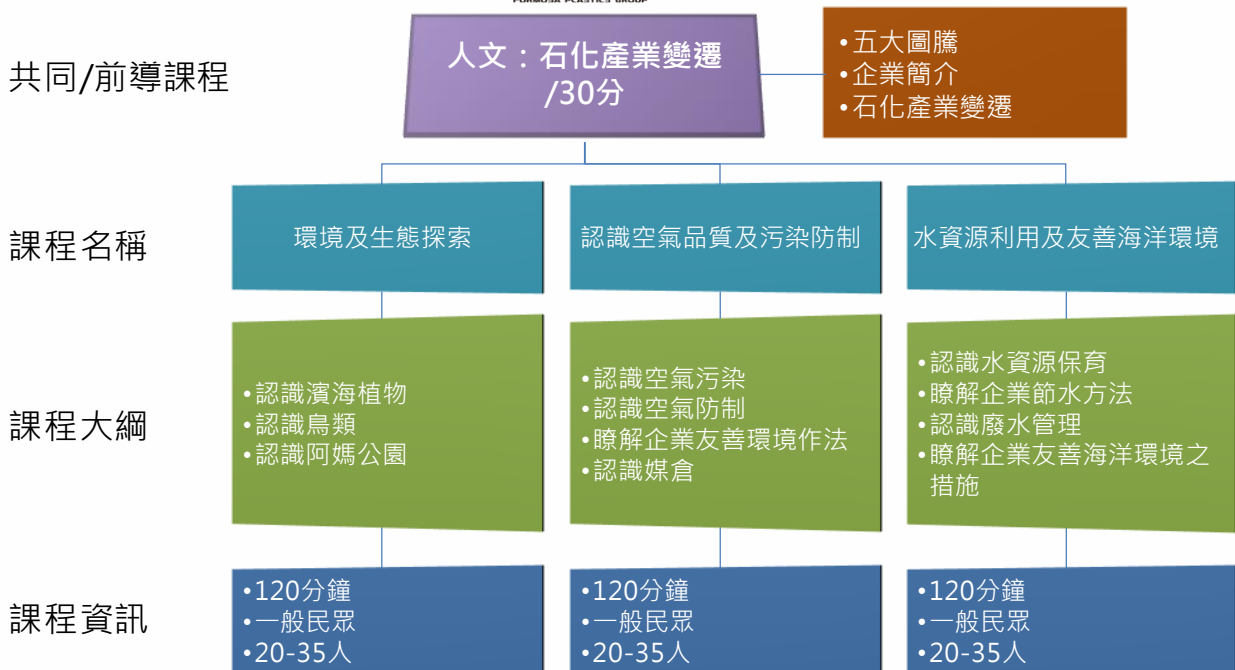 FORMOSA PLASTICS GROUP
共同/前導課程
人文：石化產業變遷
/30分
•五大圖騰
•企業簡介
•石化產業變遷
課程名稱
環境及生態探索
認識空氣品質及污染防制
水資源利用及友善海洋環境
課程大綱
•認識濱海植物
•認識鳥類
•認識阿媽公園
•認識空氣污染
•認識空氣防制
•瞭解企業友善環境作法
•認識媒倉
•認識水資源保育
•瞭解企業節水方法
•認識廢水管理
•瞭解企業友善海洋環境之
措施
課程資訊
•120分鐘
•一般民眾
•20-35人
•120分鐘
•一般民眾
•20-35人
•120分鐘
•一般民眾
•20-35人